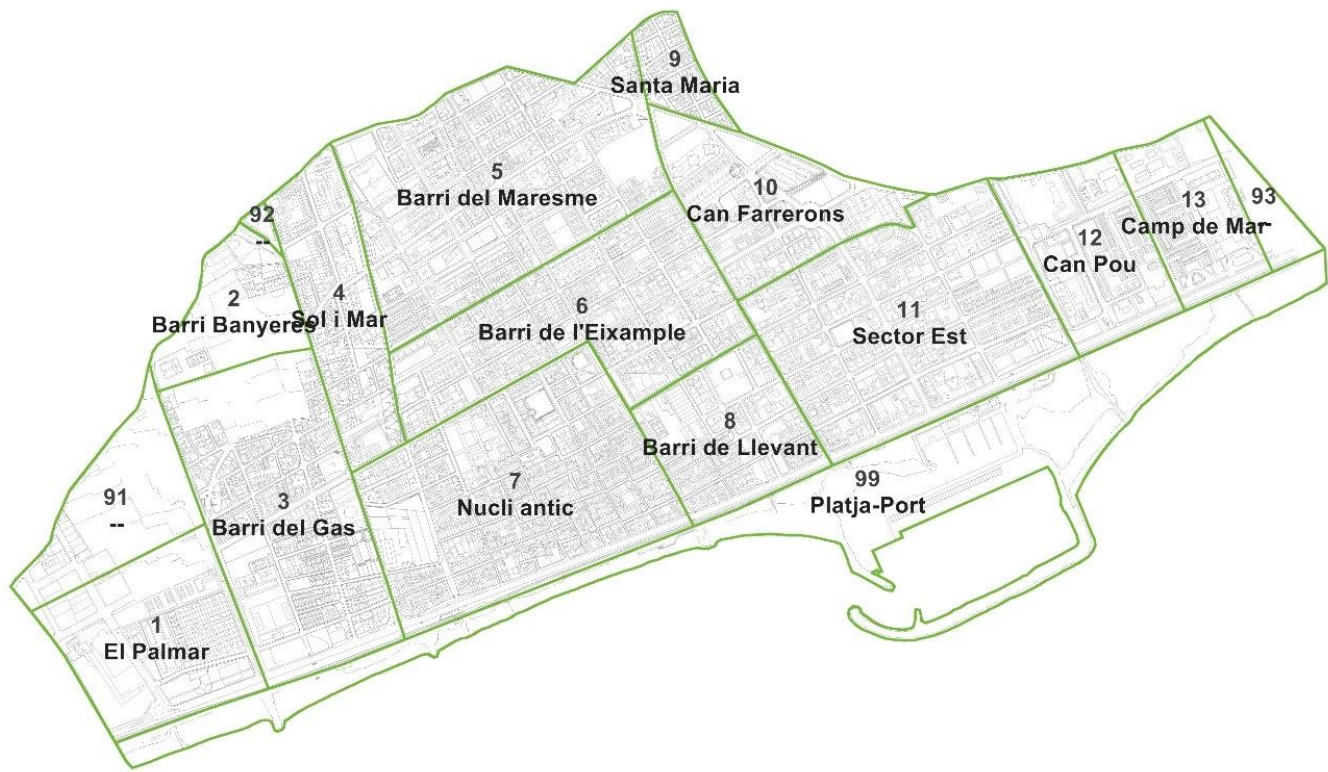 9
Santa Maria
5
Barri del Maresme
10
Can Farrerons
92
--
13
Camp de Mar
93
--
12
Can Pou
2
Barri Banyeres
4
Sol i Mar
6
Barri de l'Eixample
11
Sector Est
8
Barri de Llevant
7
Nucli antic
99
Platja-Port
91
--
3
Barri del Gas
1
El Palmar